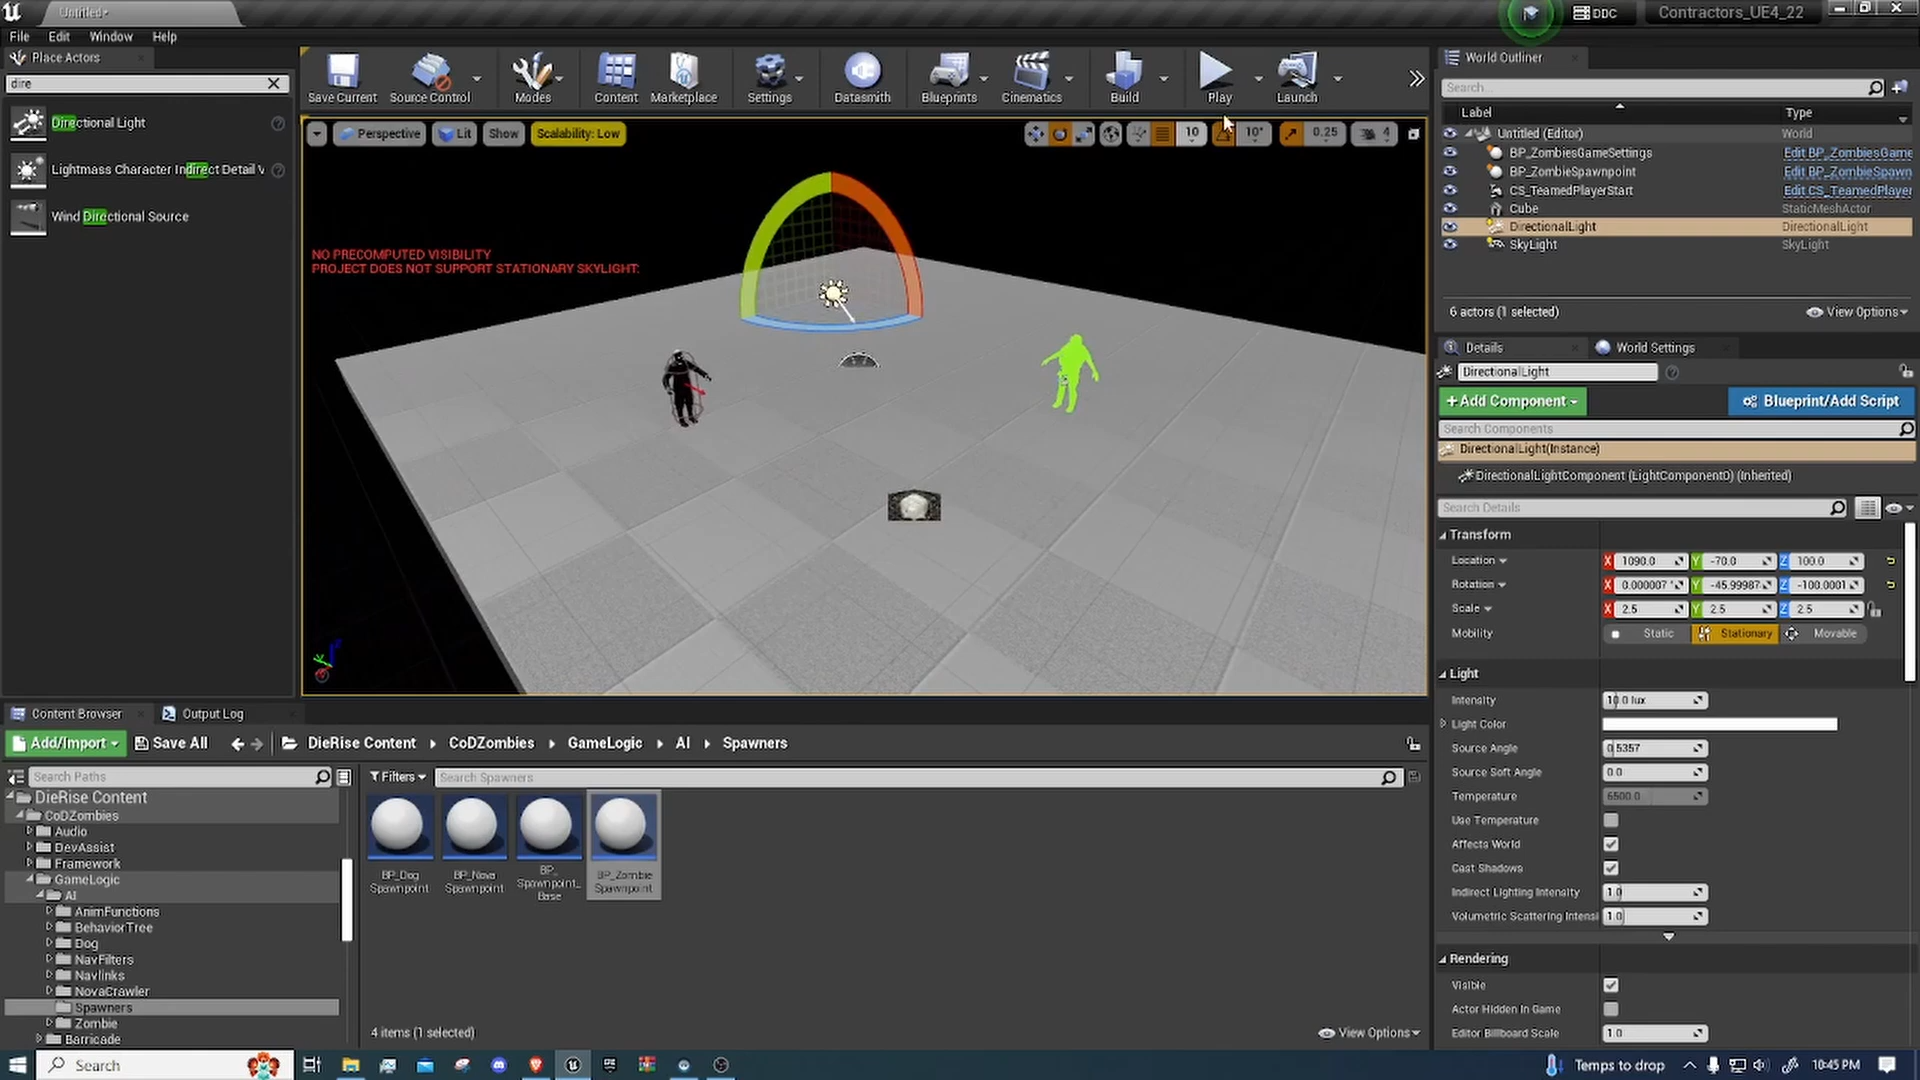 Untitled*
DDC
Contractors_UE4_22
File Edit Window Help
Place Actors
dire
Directional Light
Lightmass Character Indirect Detail V
Wind Directional Source
Save Current
Source Control
Modes
Content
Marketplace
Settings
Datasmith
Blueprints
Cinematics
Build
Play
Launch
Perspective
Lit
Show
Scalability: Low
10
10°
0.25
4
NO PRECOMPUTED VISIBILITY
PROJECT DOES NOT SUPPORT STATIONARY SKYLIGHT:
World Outliner
Search...
Label Type
Untitled (Editor) World
BP_ZombiesGameSettings Edit BP_ZombiesGame
BP_ZombieSpawnpoint Edit BP_ZombieSpawn
CS_TeamedPlayerStart Edit CS_TeamedPlayer
Cube StaticMeshActor
DirectionalLight DirectionalLight
SkyLight SkyLight
6 actors (1 selected)
View Options
Details
World Settings
DirectionalLight
+Add Component
Blueprint/Add Script
Search Components
DirectionalLight(Instance)
DirectionalLightComponent (LightComponent0) (Inherited)
Search Details
Transform
Location X 1090.0 Y -70.0 Z 100.0
Rotation X 0.000007 ° Y -45.99987 Z -100.0001
Scale X 2.5 Y 2.5 Z 2.5
Mobility Static Stationary Movable
Light
Intensity 10.0 lux
Light Color
Source Angle 0.5357
Source Soft Angle 0.0
Temperature 6500.0
Use Temperature
Affects World
Cast Shadows
Indirect Lighting Intensity 1.0
Volumetric Scattering Intensi 1.0
Rendering
Visible
Actor Hidden In Game
Editor Billboard Scale 1.0
Content Browser
Output Log
Add/Import
Save All
DieRise Content
CoDZombies
GameLogic
AI
Spawners
Search Paths
Filters
Search Spawners
DieRise Content
CoDZombies
Audio
DevAssist
Framework
GameLogic
AI
AnimFunctions
BehaviorTree
Dog
NavFilters
Navlinks
NovaCrawler
Spawners
Zombie
Barricade
BP_Dog
Spawnpoint
BP_Nova
Spawnpoint
BP_
Spawnpoint_
Base
BP_Zombie
Spawnpoint
4 items (1 selected)
View Options
Search
Temps to drop
10:45 PM